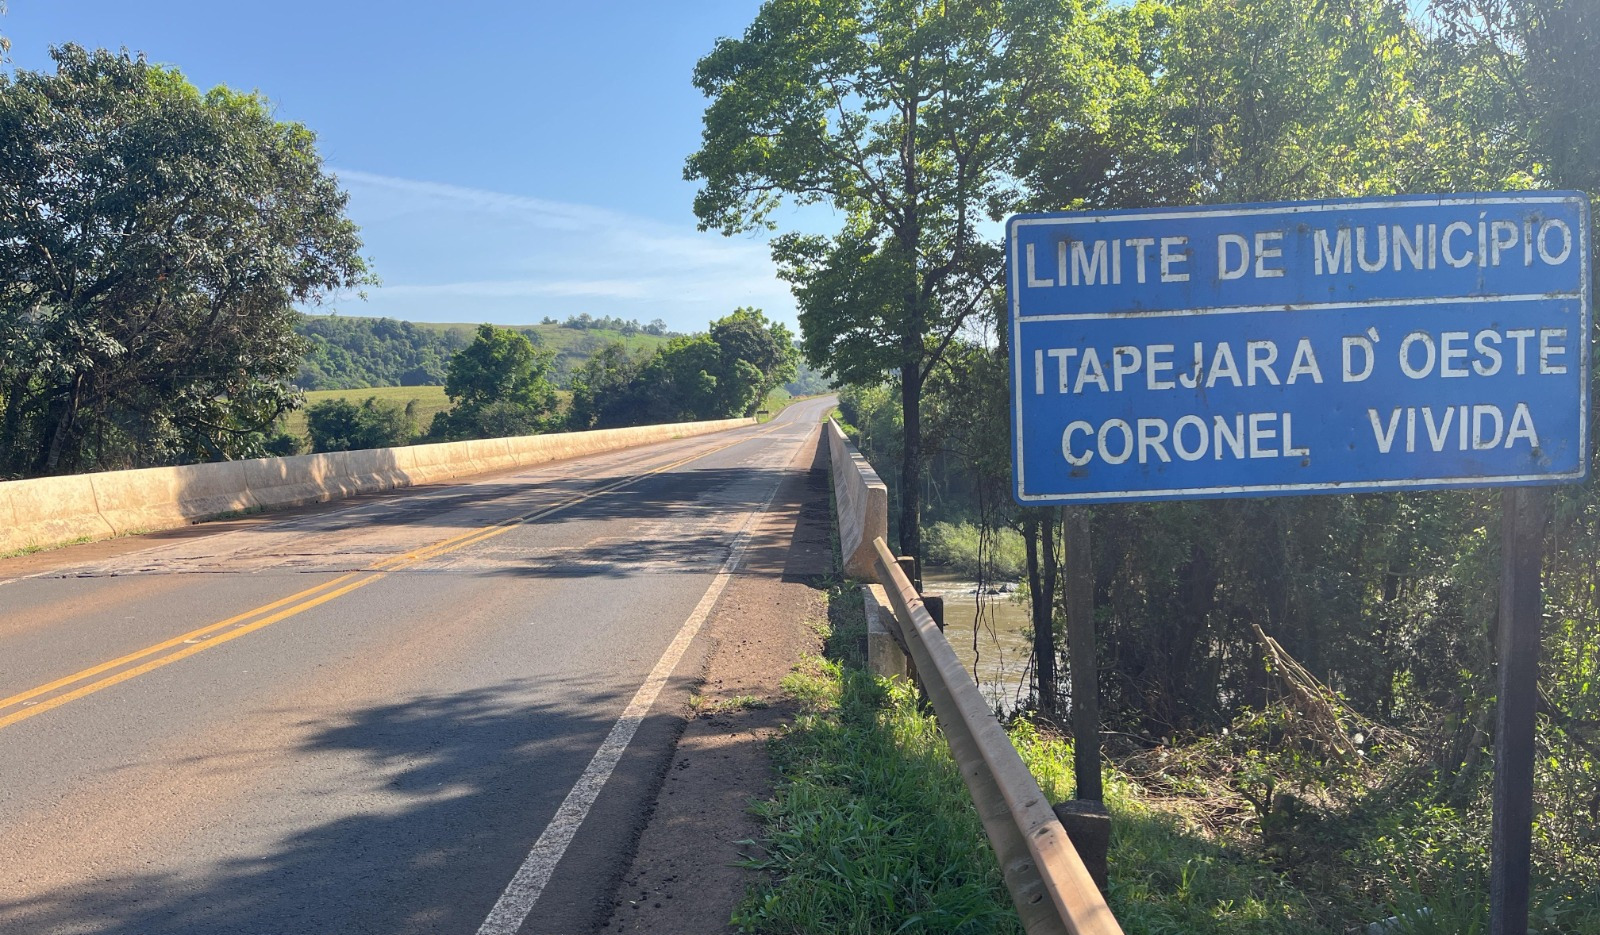 LIMITE DE MUNICÍPIO
ITAPEJARA D` OESTE
CORONEL VIVIDA